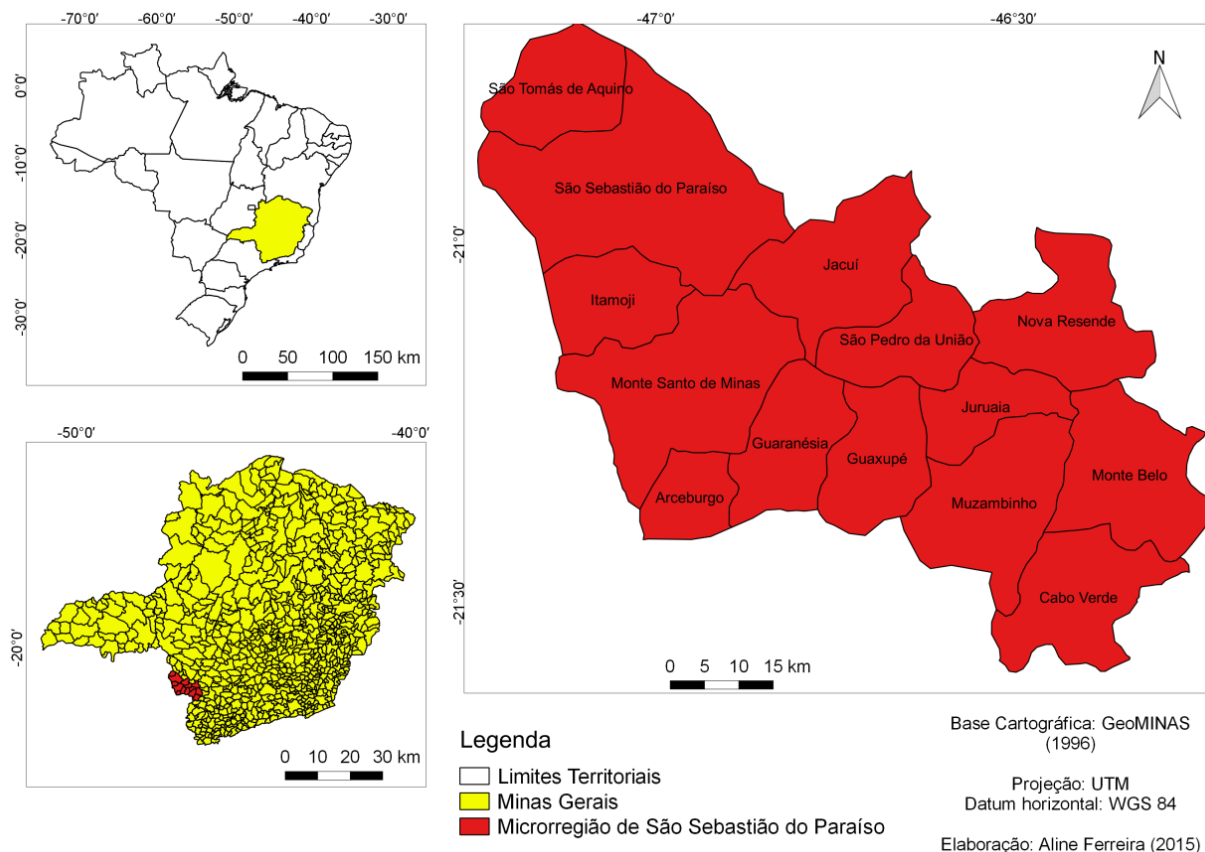 -70°0' -60°0' -50°0' -40°0' -30°0'
0°0'
-10°0'
-20°0'
-30°0'
0 50 100 150 km
-50°0' -40°0'
20°0'
0 10 20 30 km
-47°0' -46°30'
N
-21°0'
-21°30'
São Tomás de Aquino
São Sebastião do Paraíso
Jacuí
Itamoji
Nova Resende
São Pedro da União
Monte Santo de Minas
Juruaia
Guaranésia
Guaxupé
Monte Belo
Arceburgo
Muzambinho
Cabo Verde
0 5 10 15 km
Legenda
Limites Territoriais
Minas Gerais
Microrregião de São Sebastião do Paraíso
Base Cartográfica: GeoMINAS
(1996)
Projeção: UTM
Datum horizontal: WGS 84
Elaboração: Aline Ferreira (2015)